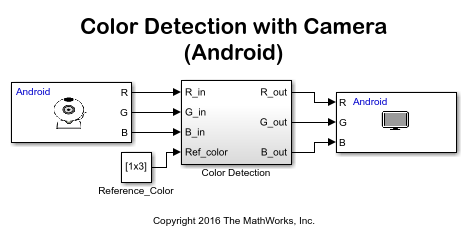 Color Detection with Camera
(Android)
Android
R
G
B
R_in
G_in
B_in
Ref_color
R_out
G_out
B_out
Color Detection
R
G
B
Android
[1x3]
Reference_Color
Copyright 2016 The MathWorks, Inc.